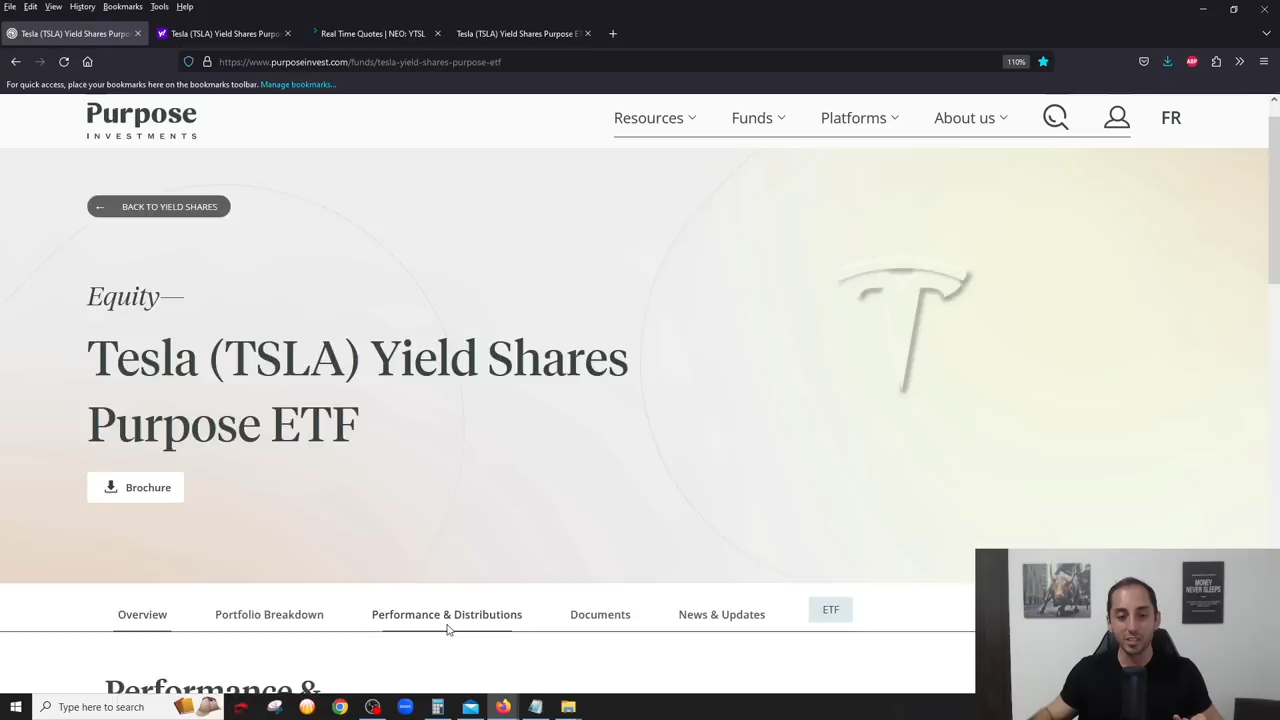 File Edit View History Bookmarks Tools Help
Tesla (TSLA) Yield Shares Purpo
Tesla (TSLA) Yield Shares Purpo
Real Time Quotes | NEO: YTSL
Tesla (TSLA) Yield Shares Purpose E
https://www.purposeinvest.com/funds/tesla-yield-shares-purpose-etf
110%
ABP
For quick access, place your bookmarks here on the bookmarks toolbar. Manage bookmarks...
Purpose
INVESTMENTS
Resources
Funds
Platforms
About us
FR
← BACK TO YIELD SHARES
Equity—
Tesla (TSLA) Yield Shares
Purpose ETF
Brochure
Overview
Portfolio Breakdown
Performance & Distributions
Documents
News & Updates
ETF
Performance &
MONEY
NEVER SLEEPS
Type here to search
zoom